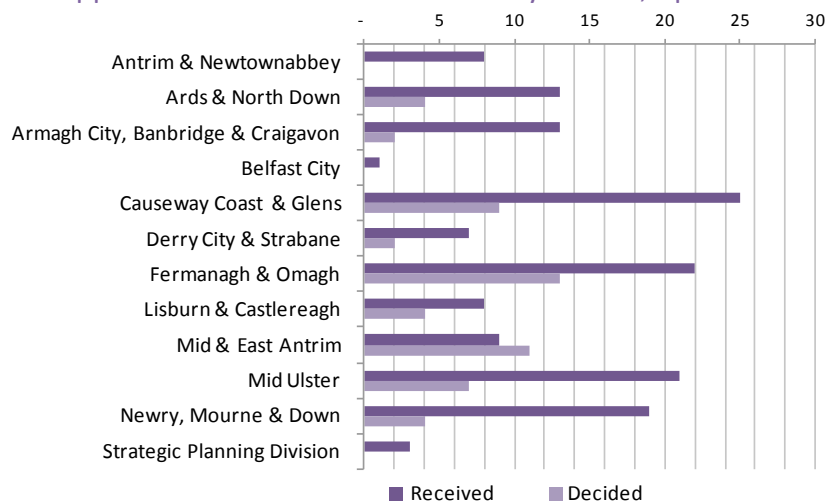 - 5 10 15 20 25 30
Antrim & Newtownabbey
Ards & North Down
Armagh City, Banbridge & Craigavon
Belfast City
Causeway Coast & Glens
Derry City & Strabane
Fermanagh & Omagh
Lisburn & Castlereagh
Mid & East Antrim
Mid Ulster
Newry, Mourne & Down
Strategic Planning Division
Received Decided